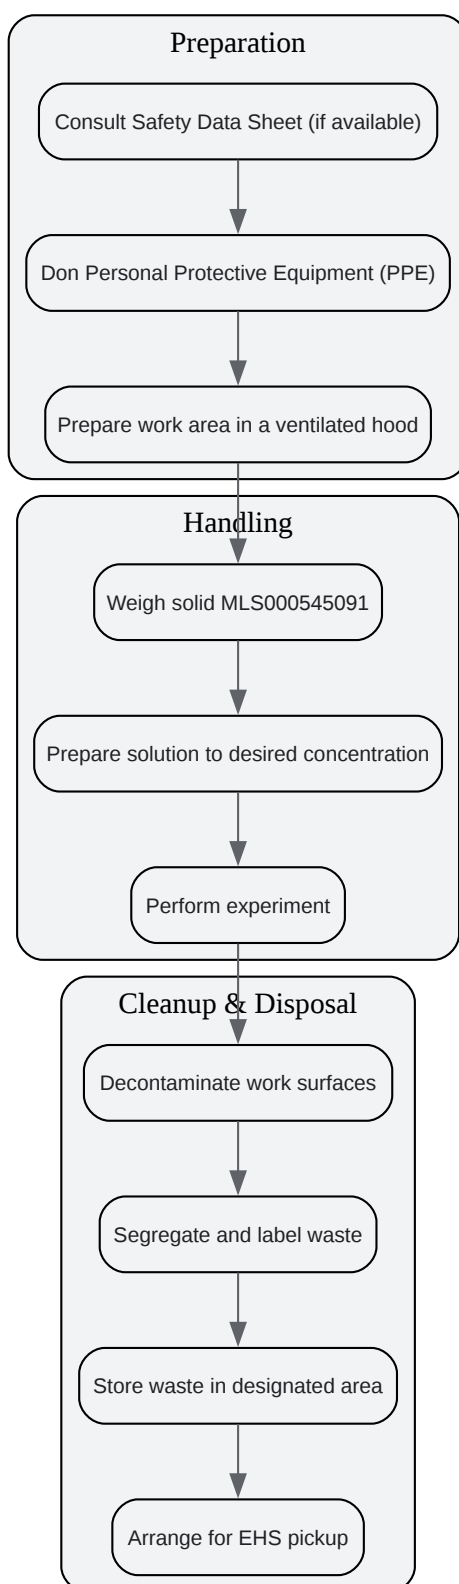 Preparation
Consult Safety Data Sheet (if available)
Don Personal Protective Equipment (PPE)
Prepare work area in a ventilated hood
Handling
Weigh solid MLS000545091
Prepare solution to desired concentration
Perform experiment
Cleanup & Disposal
Decontaminate work surfaces
Segregate and label waste
Store waste in designated area
Arrange for EHS pickup